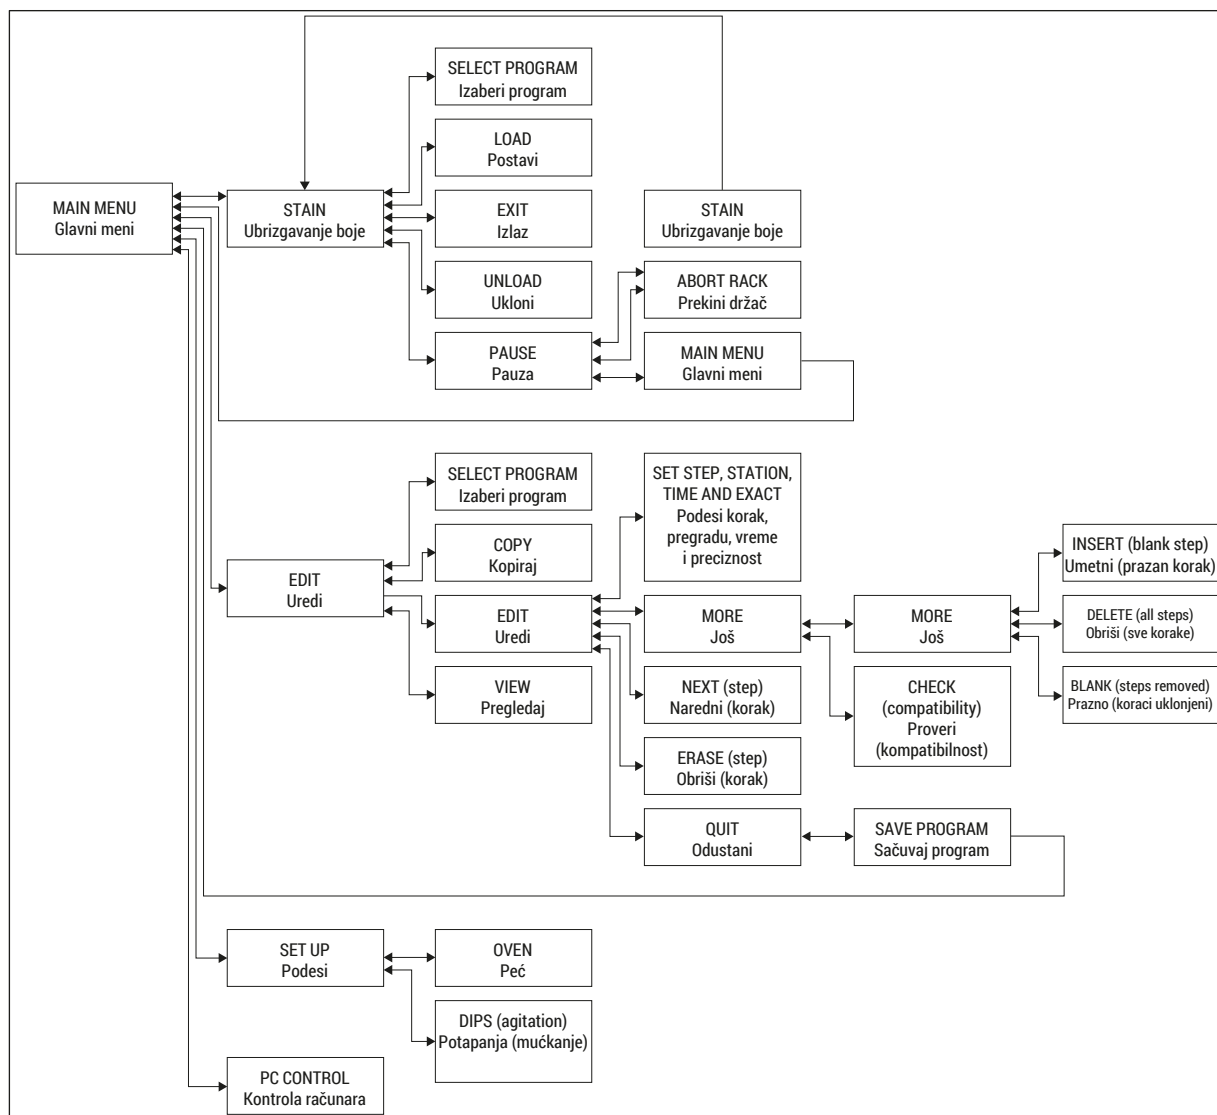 MAIN MENU
Glavni meni
STAIN
Ubrizgavanje boje
SELECT PROGRAM
Izaberi program
LOAD
Postavi
EXIT
Izlaz
UNLOAD
Ukloni
PAUSE
Pauza
STAIN
Ubrizgavanje boje
ABORT RACK
Prekini držač
MAIN MENU
Glavni meni
EDIT
Uredi
SELECT PROGRAM
Izaberi program
COPY
Kopiraj
EDIT
Uredi
VIEW
Pregledaj
SET STEP, STATION,
TIME AND EXACT
Podesi korak,
pregradu, vreme
i preciznost
MORE
Još
NEXT (step)
Naredni (korak)
ERASE (step)
Obriši (korak)
QUIT
Odustani
MORE
Još
CHECK
(compatibility)
Proveri
(kompatibilnost)
SAVE PROGRAM
Sačuvaj program
INSERT (blank step)
Umetni (prazan korak)
DELETE (all steps)
Obriši (sve korake)
BLANK (steps removed)
Prazno (koraci uklonjeni)
SET UP
Podesi
OVEN
Peć
DIPS (agitation)
Potapanja (mućkanje)
PC CONTROL
Kontrola računara